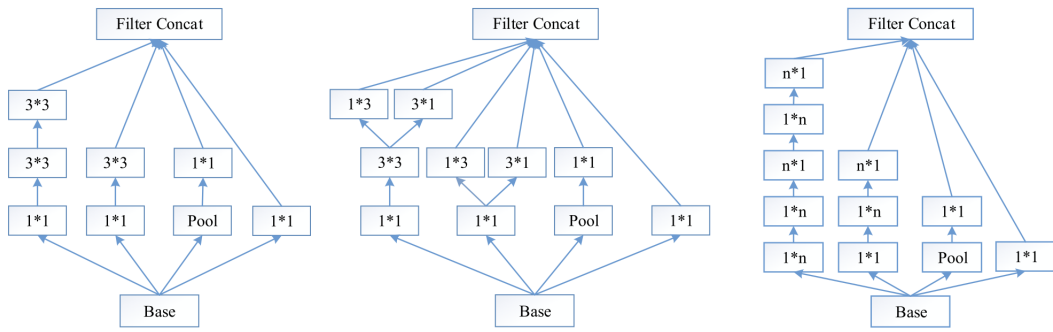 Filter Concat
3*3
3*3 3*3 1*1
1*1 1*1 Pool 1*1
Base
Filter Concat
1*3 3*1
3*3 1*3 3*1 1*1
1*1 1*1 Pool 1*1
Base
Filter Concat
n*1
1*n
n*1 n*1
1*n 1*n 1*1
1*n 1*1 Pool 1*1
Base